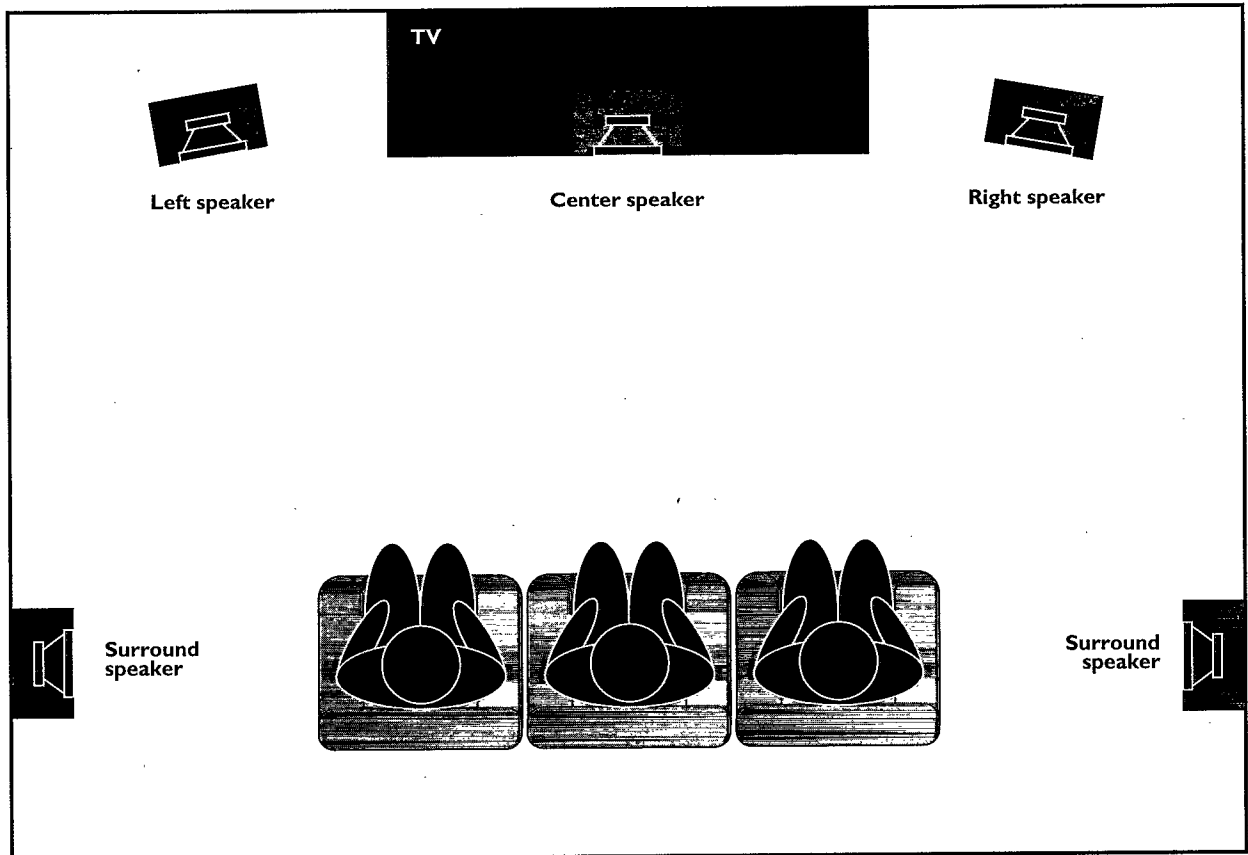 TV
Left speaker
Center speaker
Right speaker
Surround
speaker
Surround
speaker